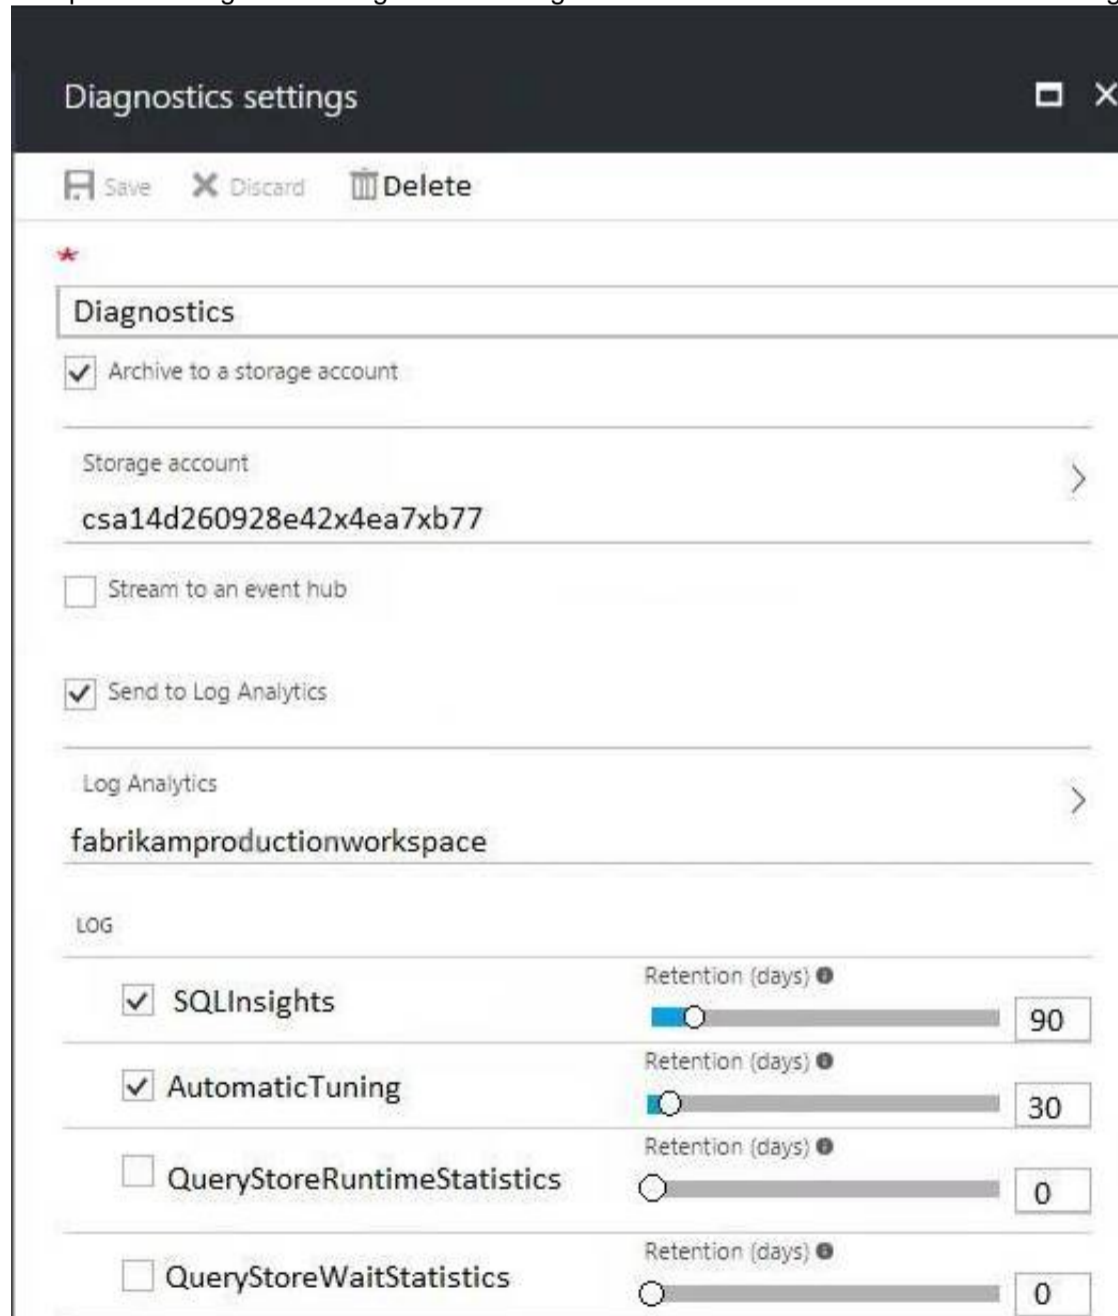 Diagnostics settings
Save Discard Delete
*
Diagnostics
Archive to a storage account
Storage account
csa14d260928e42x4ea7xb77
Stream to an event hub
Send to Log Analytics
Log Analytics
fabrikamproductionworkspace
LOG
SQLInsights
Retention (days)
90
AutomaticTuning
Retention (days)
30
QueryStoreRuntimeStatistics
Retention (days)
0
QueryStoreWaitStatistics
Retention (days)
0